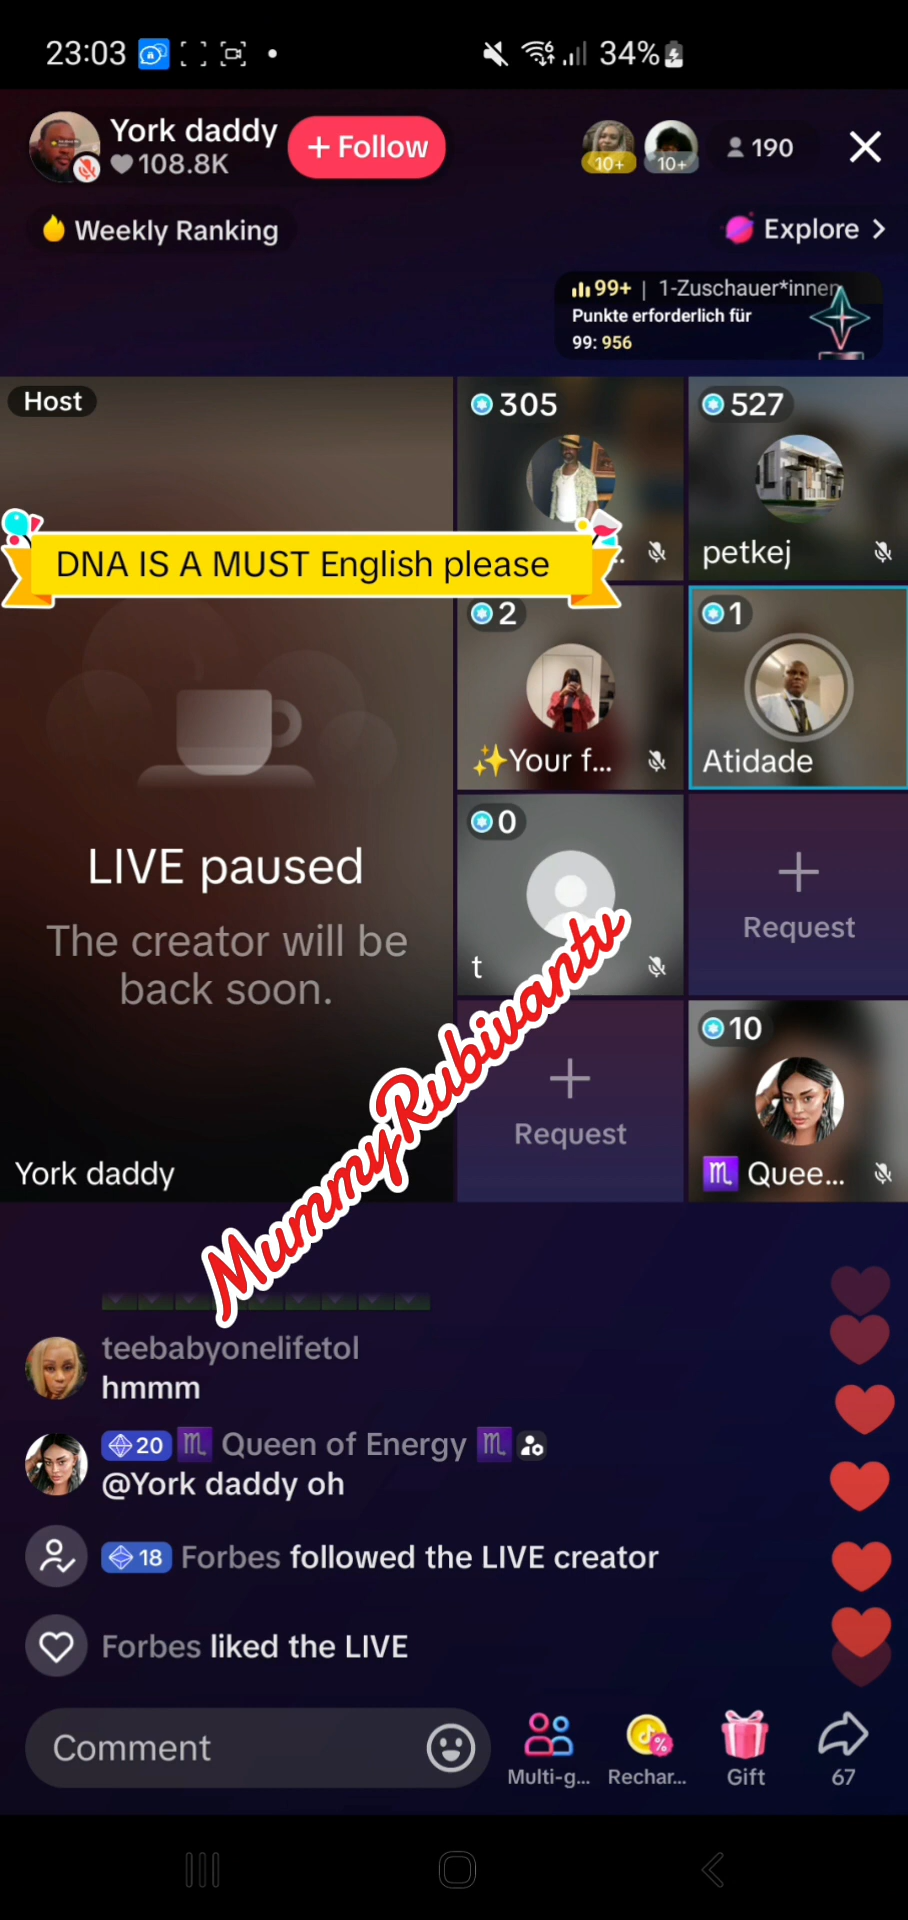 23:03
34%
York daddy
108.8K
+ Follow
10+
10+
190
Weekly Ranking
Explore >
99+ | 1-Zuschauer*innen
Punkte erforderlich für
99: 956
Host
305
527
petkej
DNA IS A MUST English please
2
1
✨Your f...
Atidade
LIVE paused
The creator will be
back soon.
0
t
Request
Request
10
♏ Quee...
York daddy
MummyRubivantv
teebabyonelifetol
hmmm
20 ♏ Queen of Energy ♏
@York daddy oh
18 Forbes followed the LIVE creator
Forbes liked the LIVE
Comment
Multi-g...
Rechar...
Gift
67